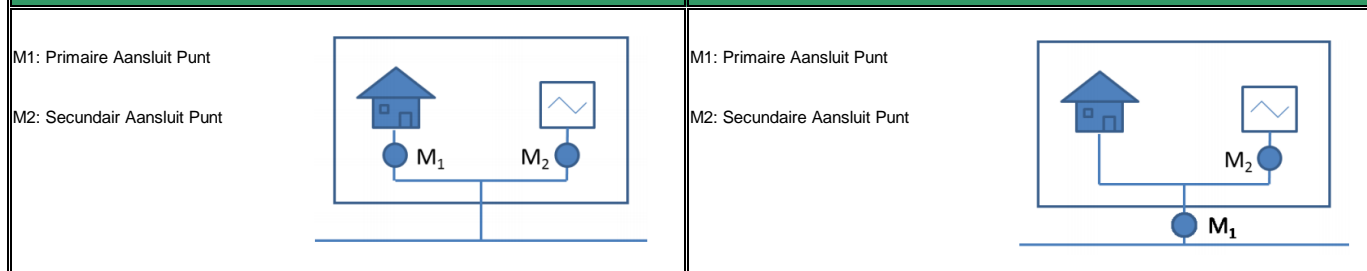 M1: Primaire Aansluit Punt
M2: Secundair Aansluit Punt
M₁
M₂
M1: Primaire Aansluit Punt
M2: Secundaire Aansluit Punt
M₂
M₁